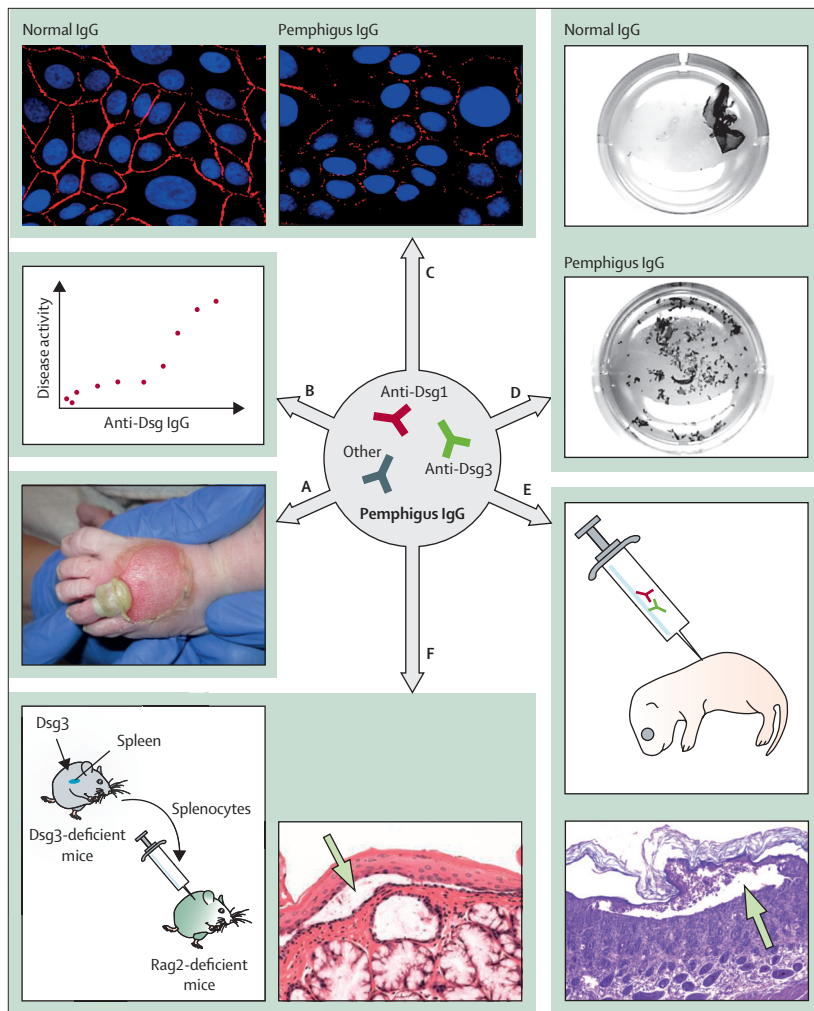 Normal IgG
Pemphigus IgG
Normal IgG
Pemphigus IgG
C
Disease activity
Anti-Dsg IgG
B
D
Anti-Dsg1
Other
Anti-Dsg3
Pemphigus IgG
A
E
F
Dsg3
Spleen
Splenocytes
Dsg3-deficient
mice
Rag2-deficient
mice